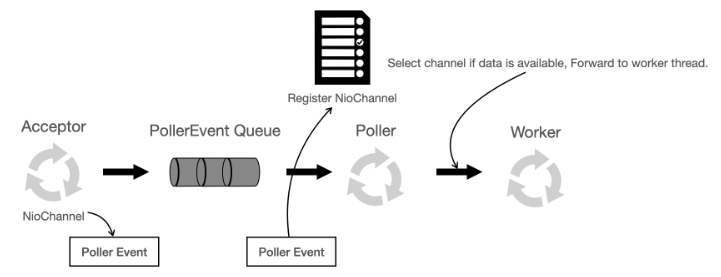 Select channel if data is available, Forward to worker thread.
Register NioChannel
Acceptor
PollerEvent Queue
Poller
Worker
NioChannel
Poller Event
Poller Event